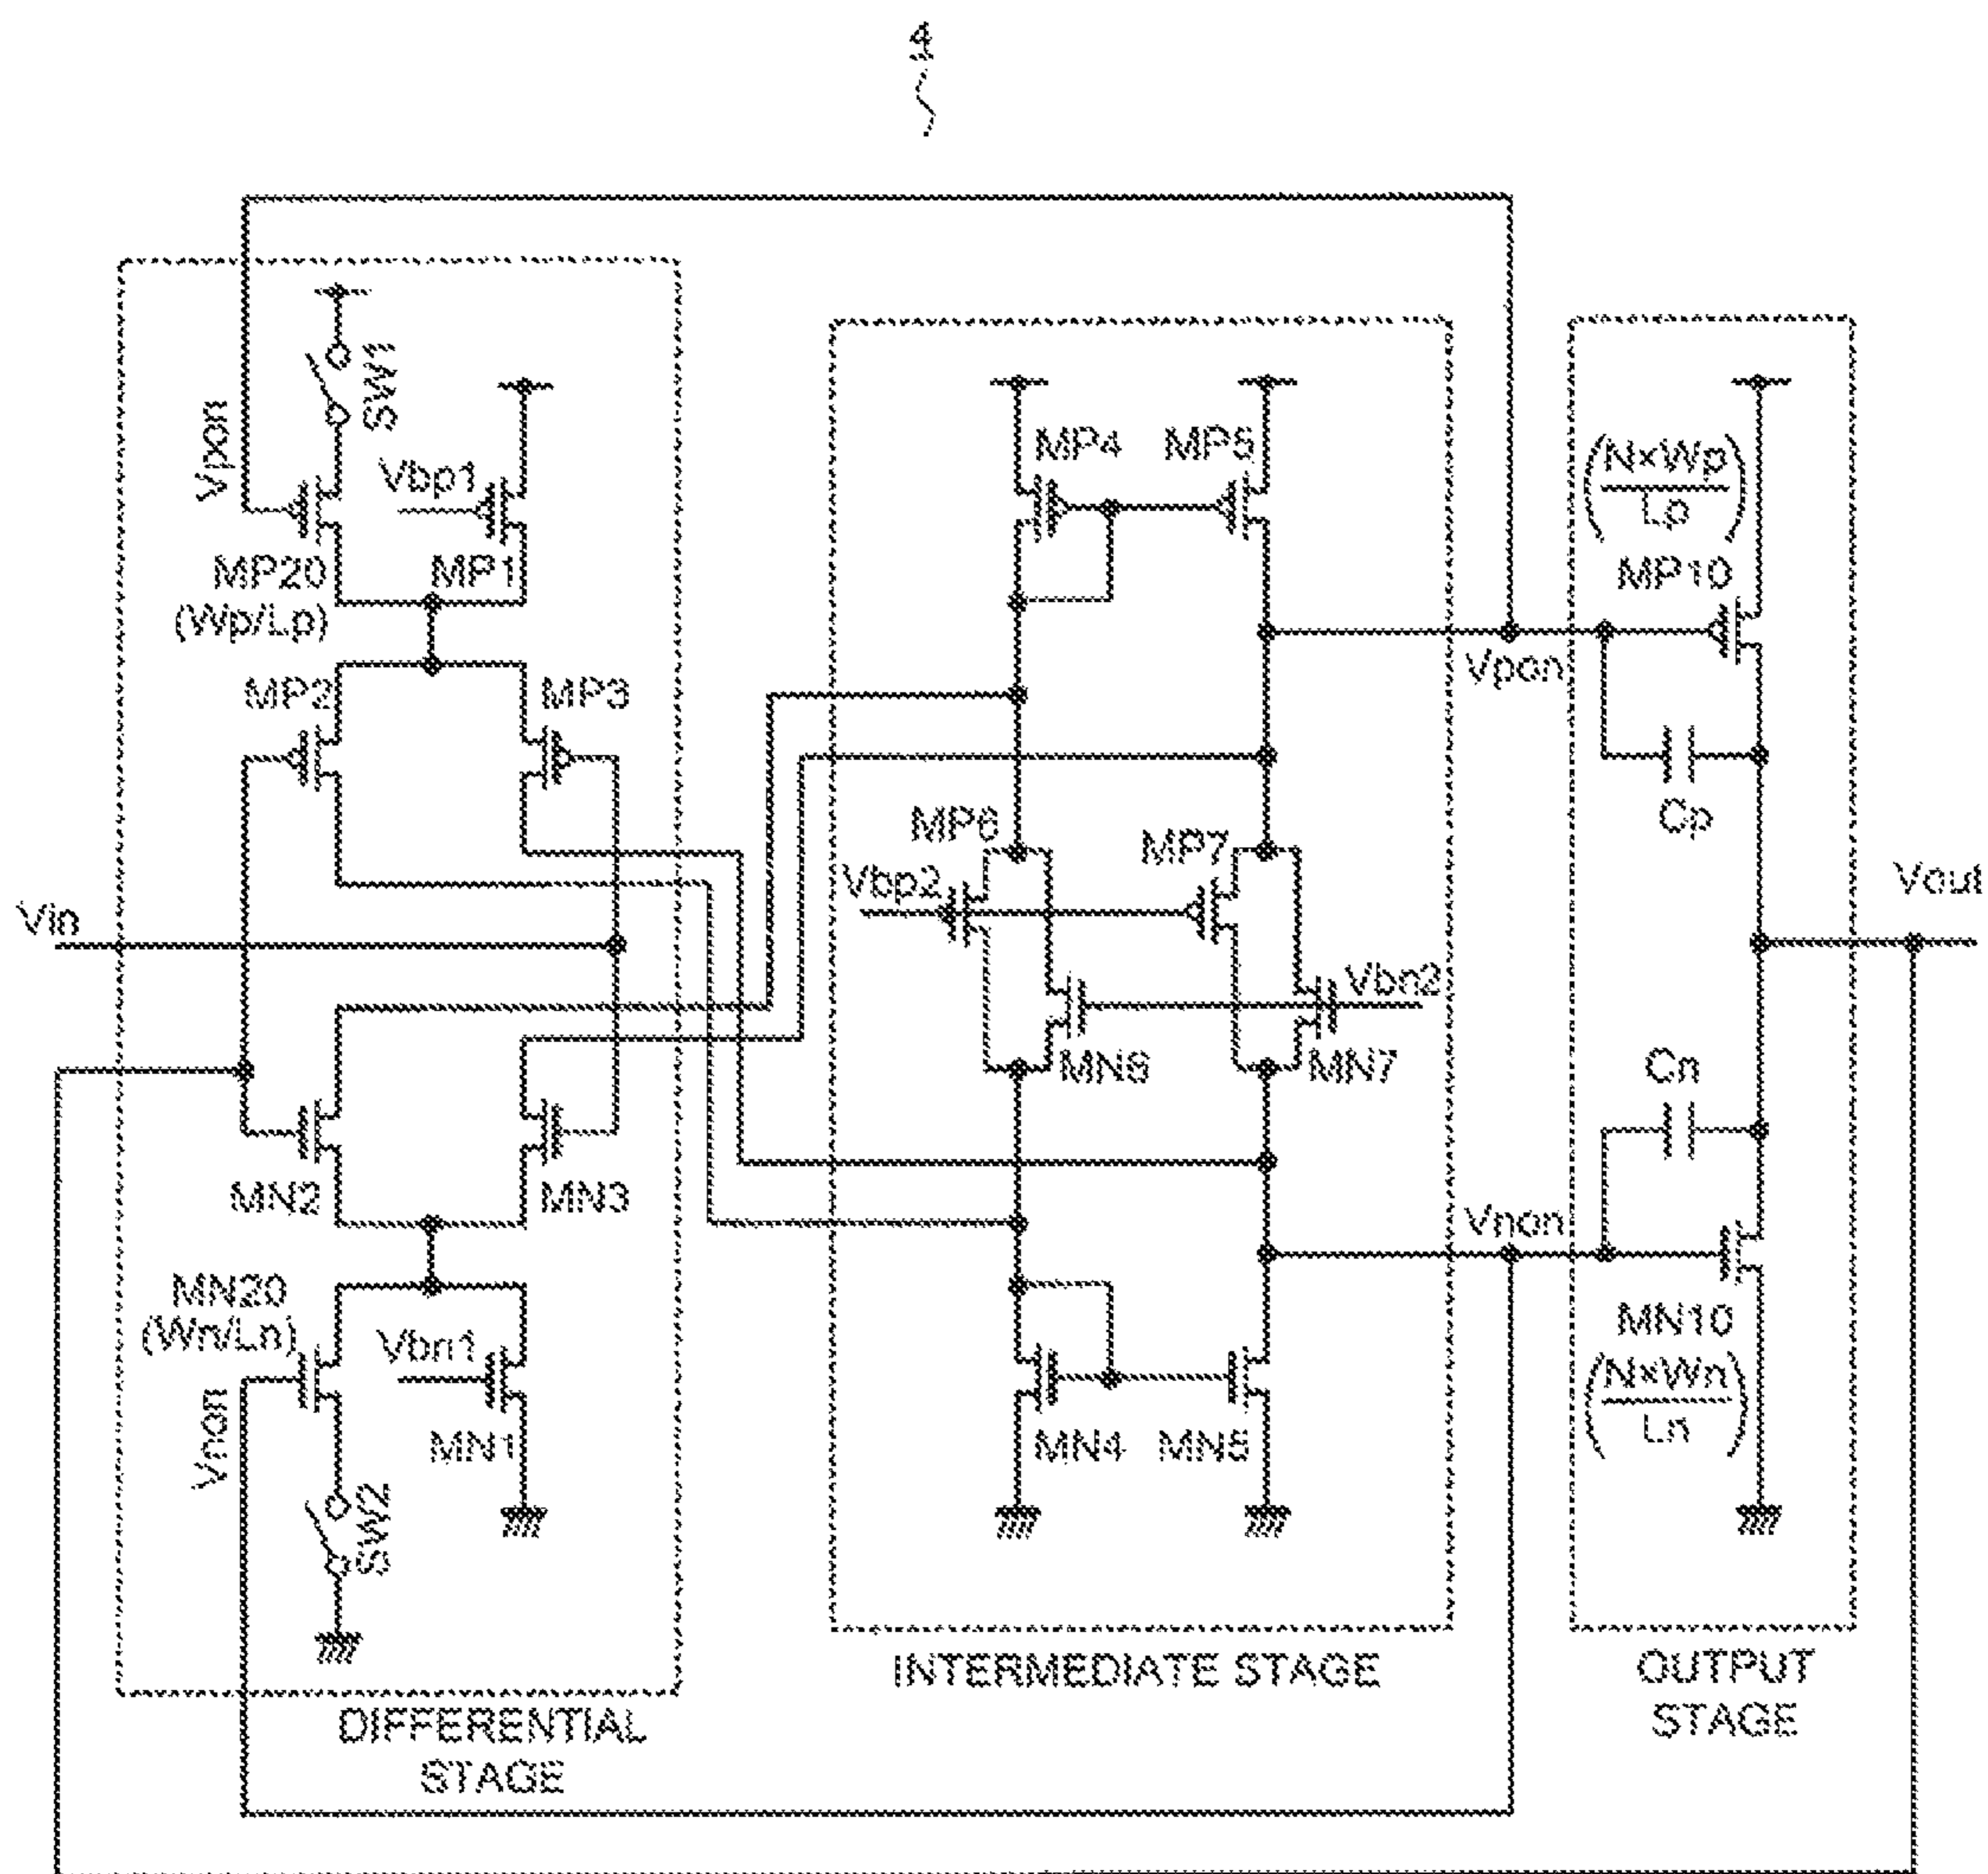 4
SW1
Vpon
Vbp1
MP4
MP5
(N×Wp/Lp)
MP10
MP20
(Wp/Lp)
MP1
Vpon
MP2
MP3
Cp
MP6
MP7
Vbp2
Vin
Vout
Vbn2
MN6
MN7
Cn
MN2
MN3
Vnon
MN20
(Wn/Ln)
Vbn1
MN10
(N×Wn/Ln)
Vnon
MN1
MN4
MN5
SW2
INTERMEDIATE STAGE
OUTPUT
STAGE
DIFFERENTIAL
STAGE